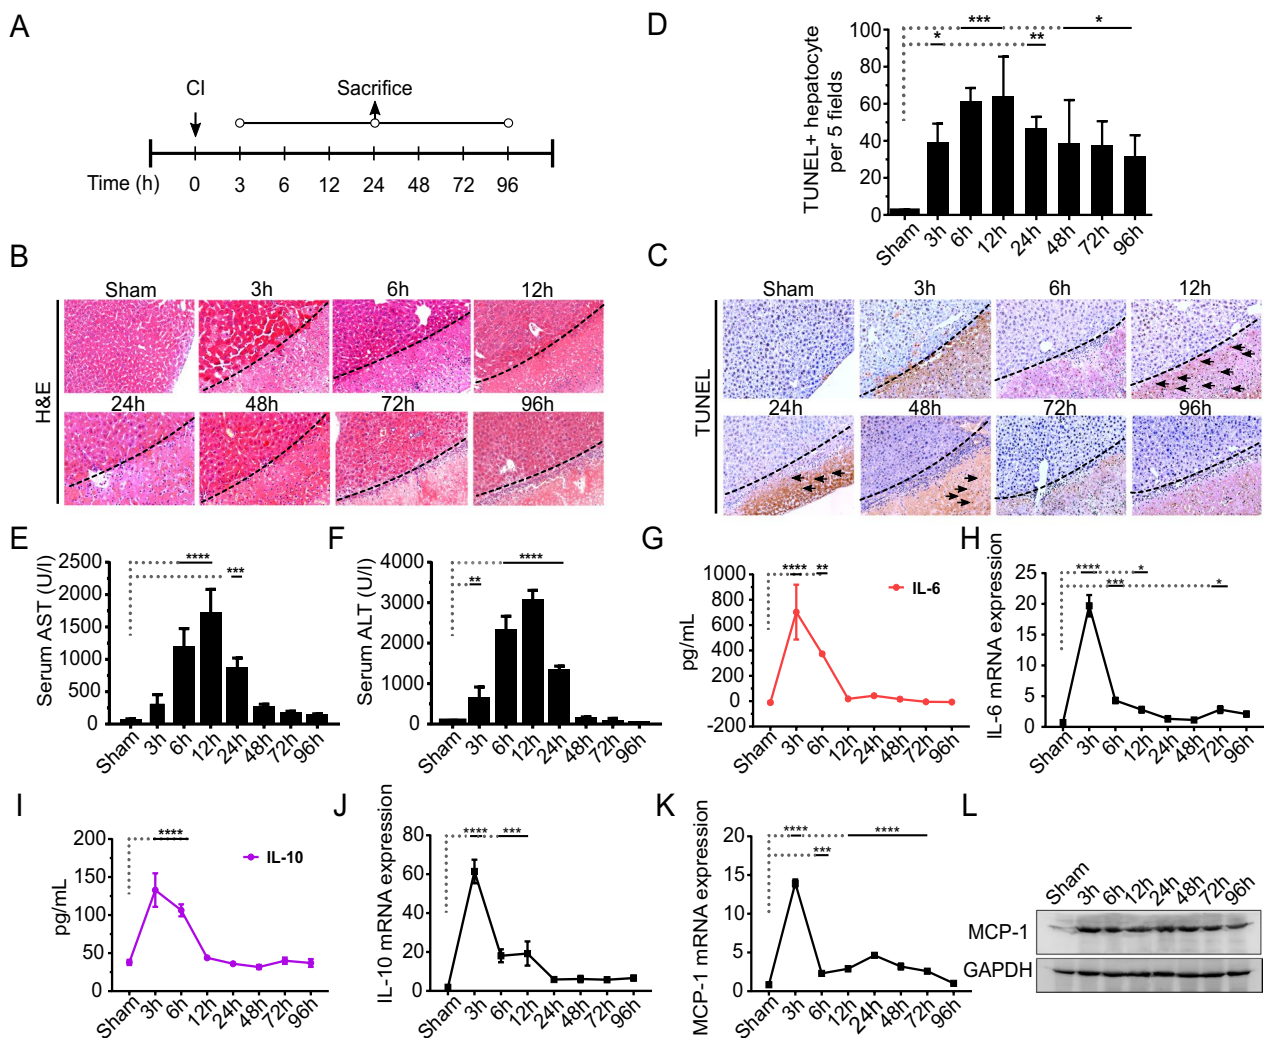 A
CI
Sacrifice
Time (h)
0 3 6 12 24 48 72 96
D
TUNEL+ hepatocyte
per 5 fields
100
80
60
40
20
0
* *** ** *
Sham 3h 6h 12h 24h 48h 72h 96h
B
H&E
Sham 3h 6h 12h
24h 48h 72h 96h
C
TUNEL
Sham 3h 6h 12h
24h 48h 72h 96h
E
Serum AST (U/l)
2500
2000
1500
1000
500
0
****
***
Sham 3h 6h 12h 24h 48h 72h 96h
F
Serum ALT (U/l)
4000
3000
2000
1000
0
****
**
Sham 3h 6h 12h 24h 48h 72h 96h
G
pg/mL
1000
800
600
400
200
0
-200
**** **
IL-6
Sham 3h 6h 12h 24h 48h 72h 96h
H
IL-6 mRNA expression
25
20
15
10
5
0
**** *
*** *
Sham 3h 6h 12h 24h 48h 72h 96h
I
pg/mL
200
150
100
50
0
****
IL-10
Sham 3h 6h 12h 24h 48h 72h 96h
J
IL-10 mRNA expression
80
60
40
20
0
**** ***
Sham 3h 6h 12h 24h 48h 72h 96h
K
MCP-1 mRNA expression
20
15
10
5
0
**** ****
***
Sham 3h 6h 12h 24h 48h 72h 96h
L
Sham 3h 6h 12h 24h 48h 72h 96h
MCP-1
GAPDH